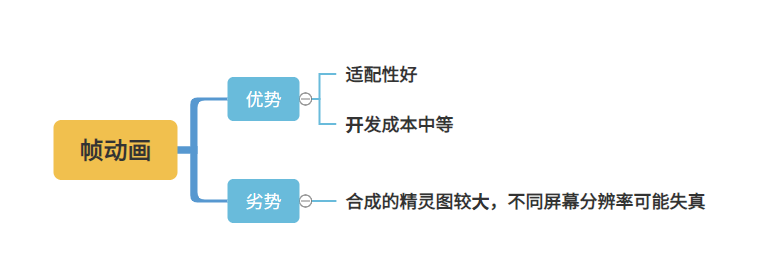 帧动画
优势
适配性好
开发成本中等
劣势
合成的精灵图较大，不同屏幕分辨率可能失真